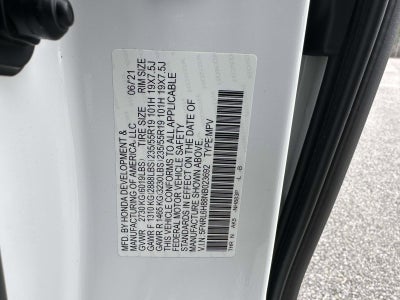 MFD. BY HONDA DEVELOPMENT & 06/21
MANUFACTURING OF AMERICA, LLC
TIRE SIZE RIM SIZE
GVWR 2730KG(6019LBS)
GAWR F 1310KG(2888LBS) 235/55R19 101H 19X7.5J
GAWR R 1465KG(3230LBS) 235/55R19 101H 19X7.5J
THIS VEHICLE CONFORMS TO ALL APPLICABLE
FEDERAL MOTOR VEHICLE SAFETY
STANDARDS IN EFFECT ON THE DATE OF
MANUFACTURE SHOWN ABOVE.
V.I.N. TYPE: MPV